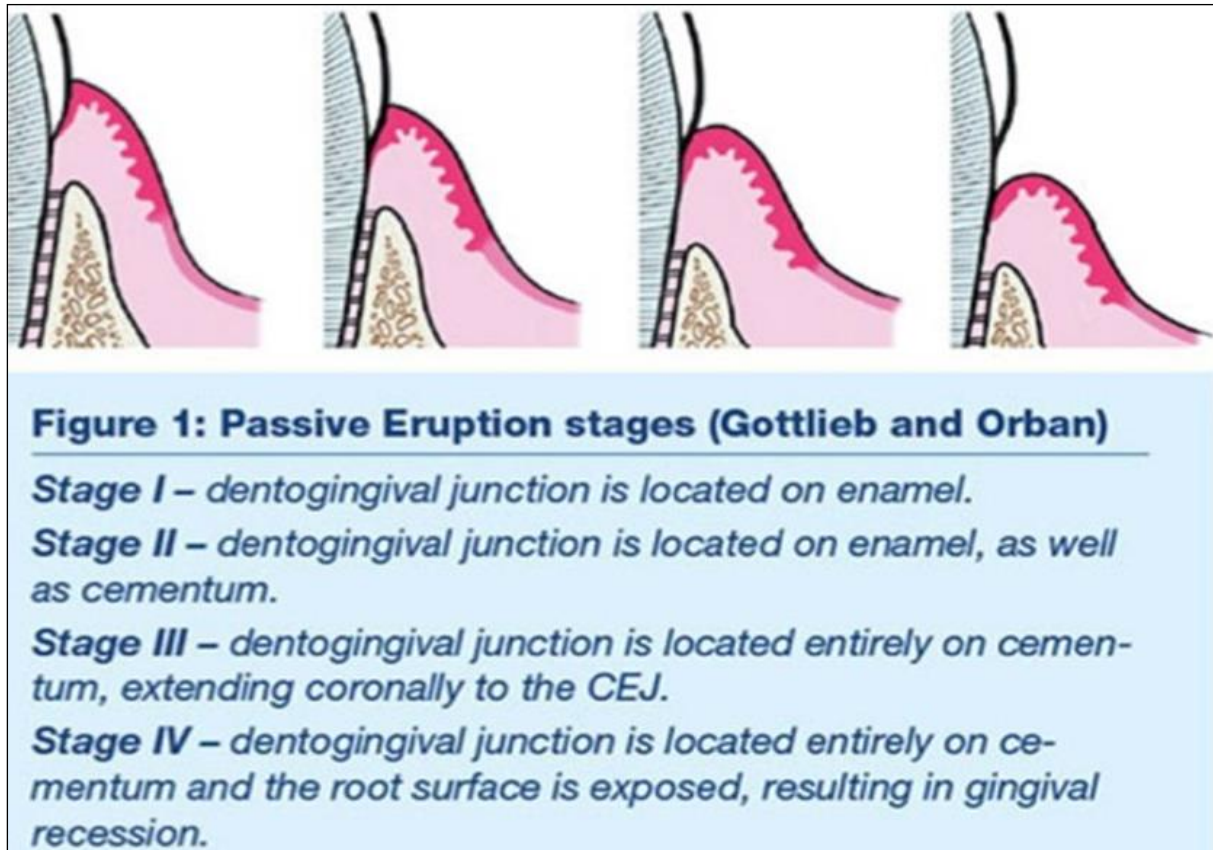 Figure 1: Passive Eruption stages (Gottlieb and Orban)
Stage I – dentogingival junction is located on enamel.
Stage II – dentogingival junction is located on enamel, as well
as cementum.
Stage III – dentogingival junction is located entirely on cemen-
tum, extending coronally to the CEJ.
Stage IV – dentogingival junction is located entirely on ce-
mentum and the root surface is exposed, resulting in gingival
recession.